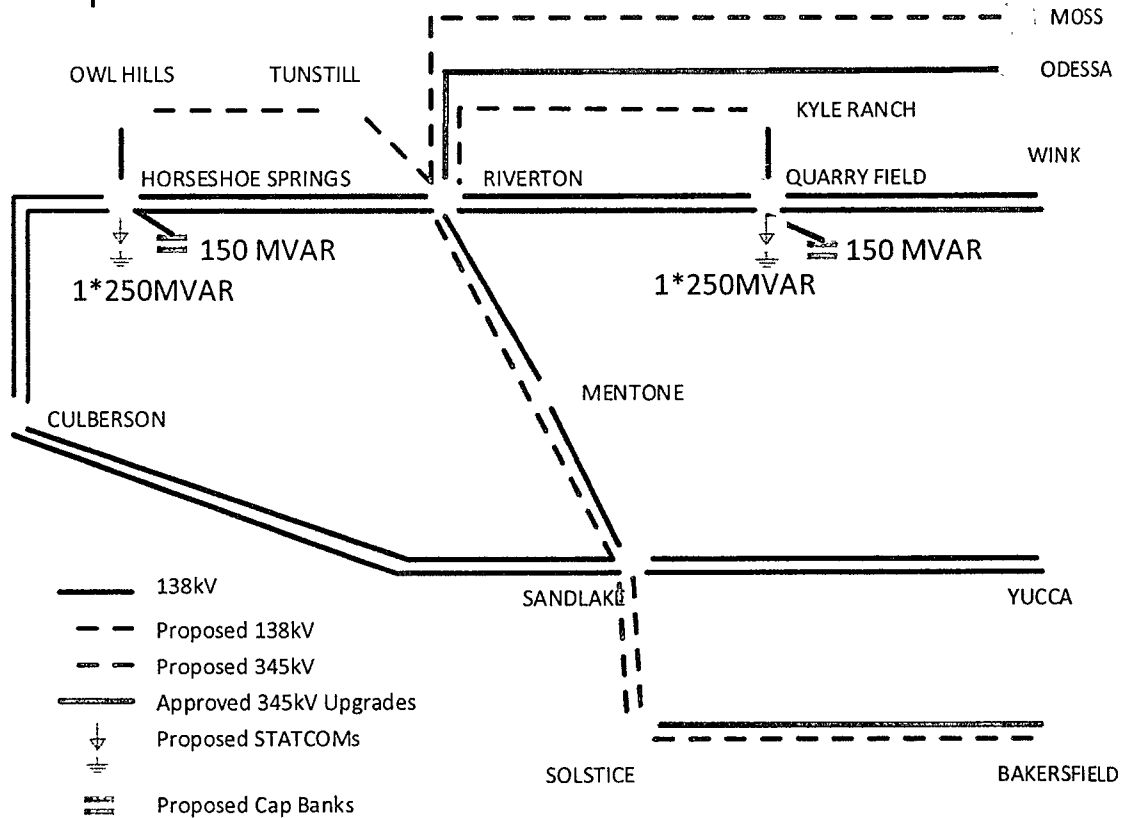 MOSS
ODESSA
OWL HILLS
TUNSTILL
KYLE RANCH
WINK
HORSESHOE SPRINGS
RIVERTON
QUARRY FIELD
150 MVAR
1*250MVAR
150 MVAR
1*250MVAR
MENTONE
CULBERSON
SANDLAKE
YUCCA
138kV
Proposed 138kV
Proposed 345kV
Approved 345kV Upgrades
Proposed STATCOMs
Proposed Cap Banks
SOLSTICE
BAKERSFIELD